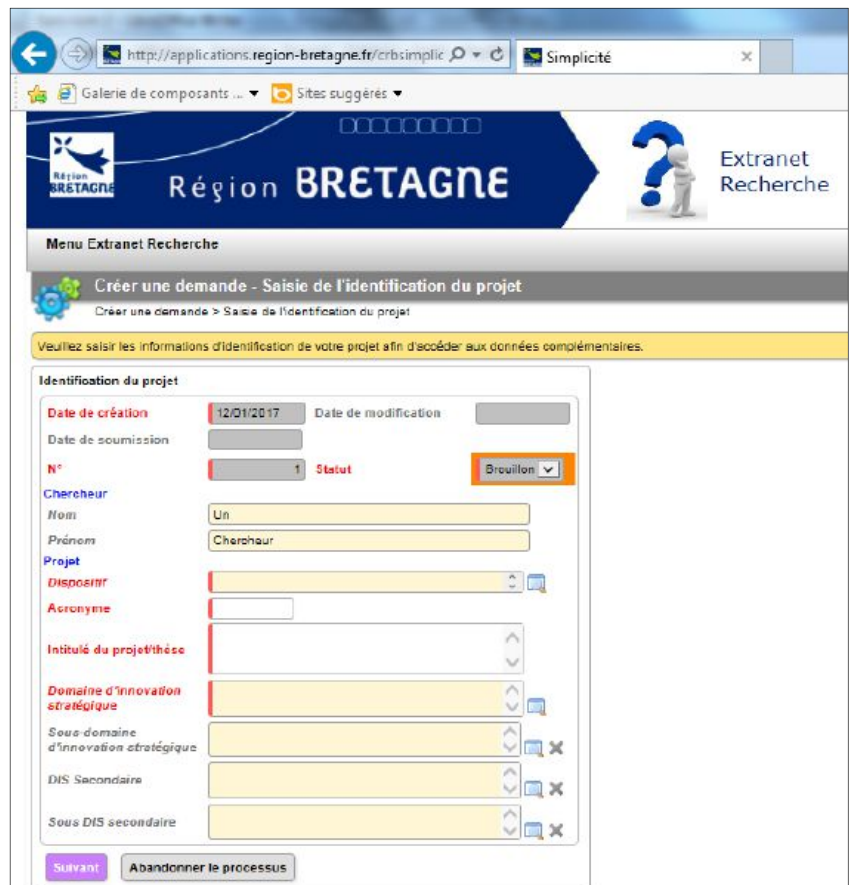 http://applications.region-bretagne.fr/crbsimplic
Simplicité
Galerie de composants ...
Sites suggérés
Région
BRETAGNE
Région BRETAGNE
Extranet
Recherche
Menu Extranet Recherche
Créer une demande - Saisie de l'identification du projet
Créer une demande > Saisie de l'identification du projet
Veuillez saisir les informations d'identification de votre projet afin d'accéder aux données complémentaires.
Identification du projet
Date de création 12/01/2017 Date de modification
Date de soumission
N° 1 Statut Brouillon
Chercheur
Nom Un
Prénom Chercheur
Projet
Dispositif
Acronyme
Intitulé du projet/thèse
Domaine d'innovation
stratégique
Sous-domaine
d'innovation stratégique
DIS Secondaire
Sous DIS secondaire
Suivant Abandonner le processus